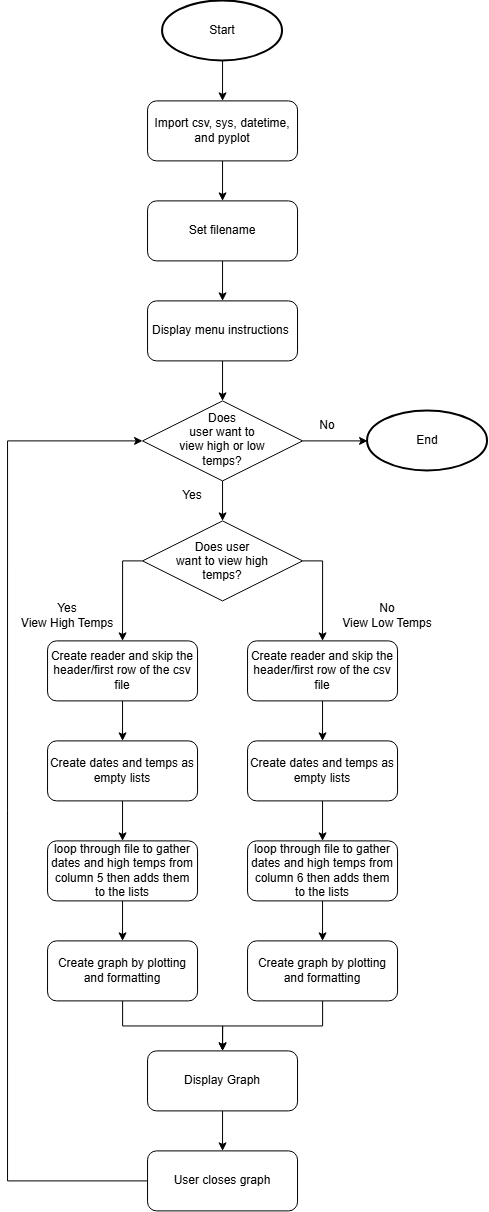 Start
Import csv, sys, datetime,
and pyplot
Set filename
Display menu instructions
Does
user want to
view high or low
temps?
No
End
Yes
Does user
want to view high
temps?
Yes
View High Temps
No
View Low Temps
Create reader and skip the
header/first row of the csv
file
Create reader and skip the
header/first row of the csv
file
Create dates and temps as
empty lists
Create dates and temps as
empty lists
loop through file to gather
dates and high temps from
column 5 then adds them
to the lists
loop through file to gather
dates and high temps from
column 6 then adds them
to the lists
Create graph by plotting
and formatting
Create graph by plotting
and formatting
Display Graph
User closes graph